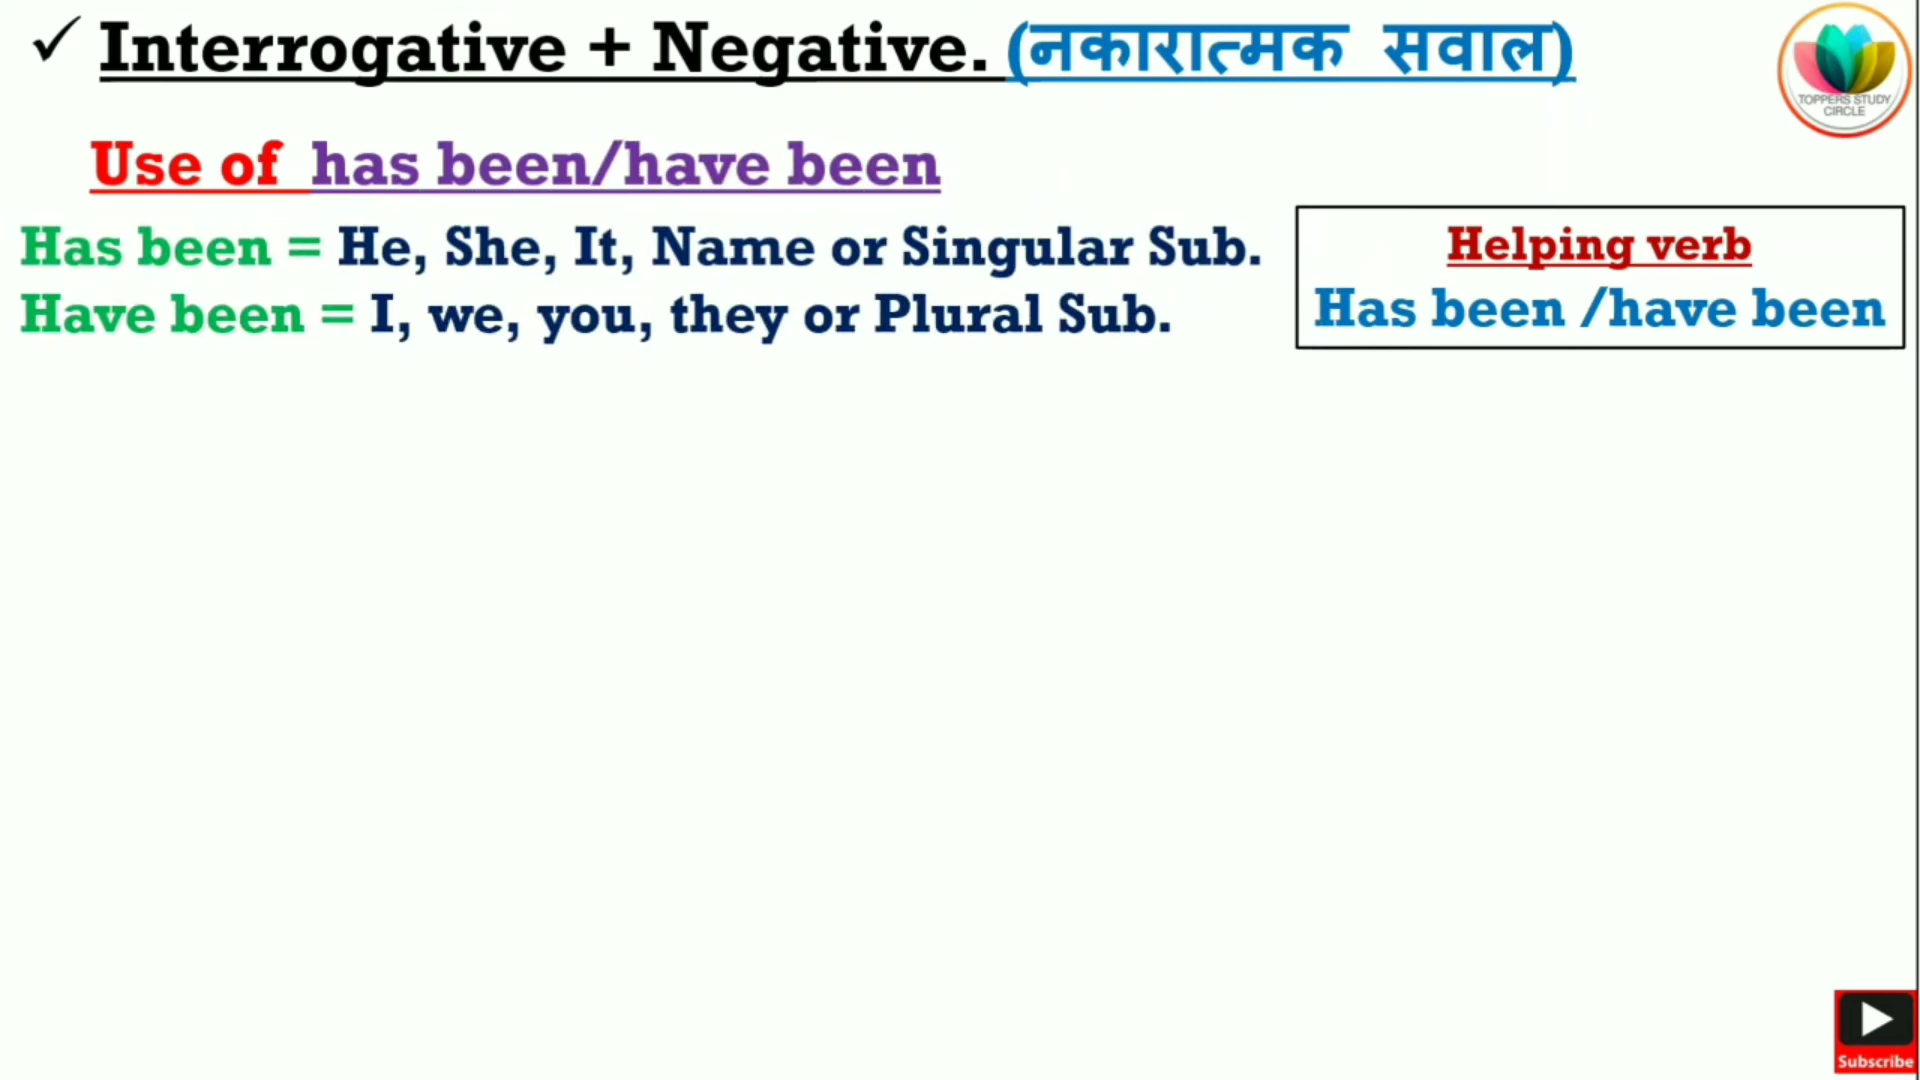 ✓ Interrogative + Negative. (नकारात्मक सवाल)
TOPPERS STUDY
CIRCLE
Use of has been/have been
Has been = He, She, It, Name or Singular Sub.
Have been = I, we, you, they or Plural Sub.
Helping verb
Has been /have been
Subscribe